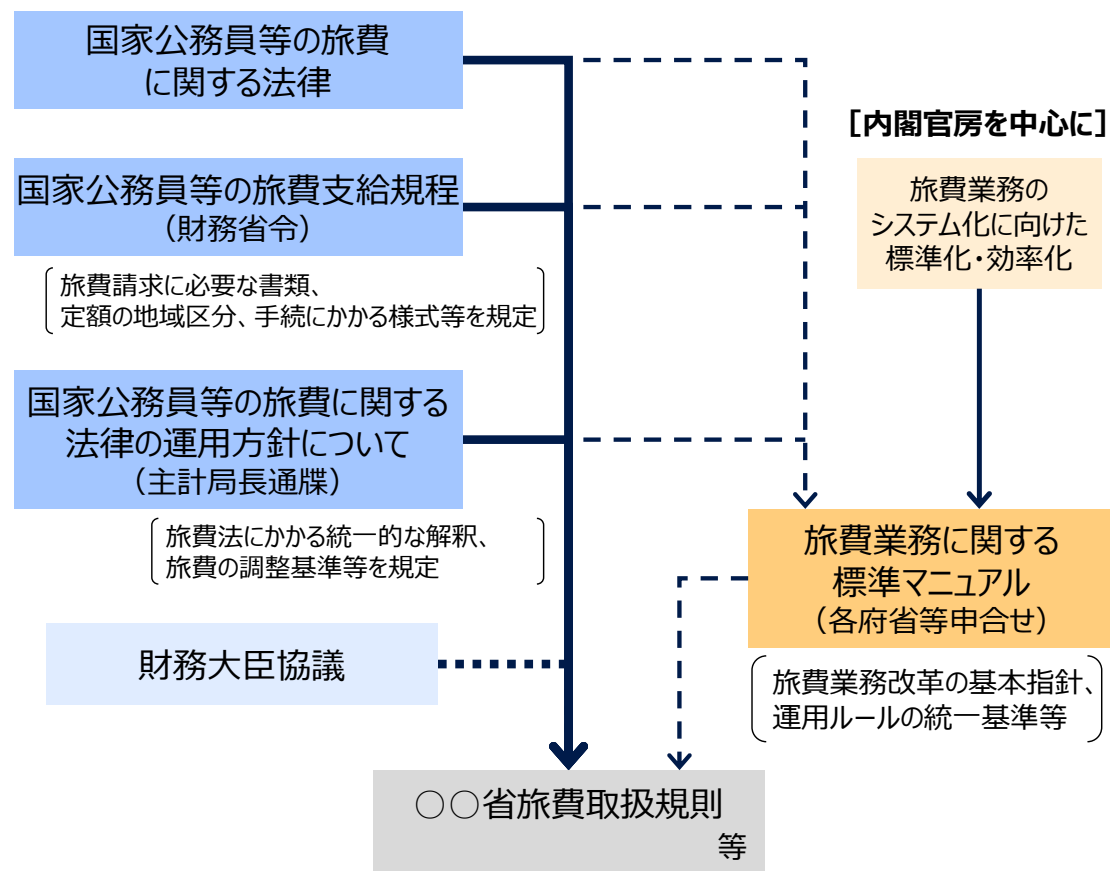 国家公務員等の旅費
に関する法律
国家公務員等の旅費支給規程
（財務省令）
旅費請求に必要な書類、
定額の地域区分、手続にかかる様式等を規定
国家公務員等の旅費に関する
法律の運用方針について
（主計局長通牒）
旅費法にかかる統一的な解釈、
旅費の調整基準等を規定
財務大臣協議
［内閣官房を中心に］
旅費業務の
システム化に向けた
標準化・効率化
旅費業務に関する
標準マニュアル
（各府省等申合せ）
旅費業務改革の基本指針、
運用ルールの統一基準等
○○省旅費取扱規則
等